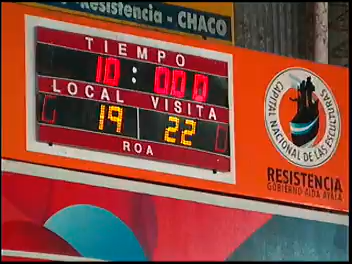 Resistencia - CHACO
TIEMPO
10:00.0
LOCAL VISITA
19 22
ROA
CAPITAL NACIONAL DE LAS ESCULTURAS
RESISTENCIA
GOBIERNO AIDA AYALA